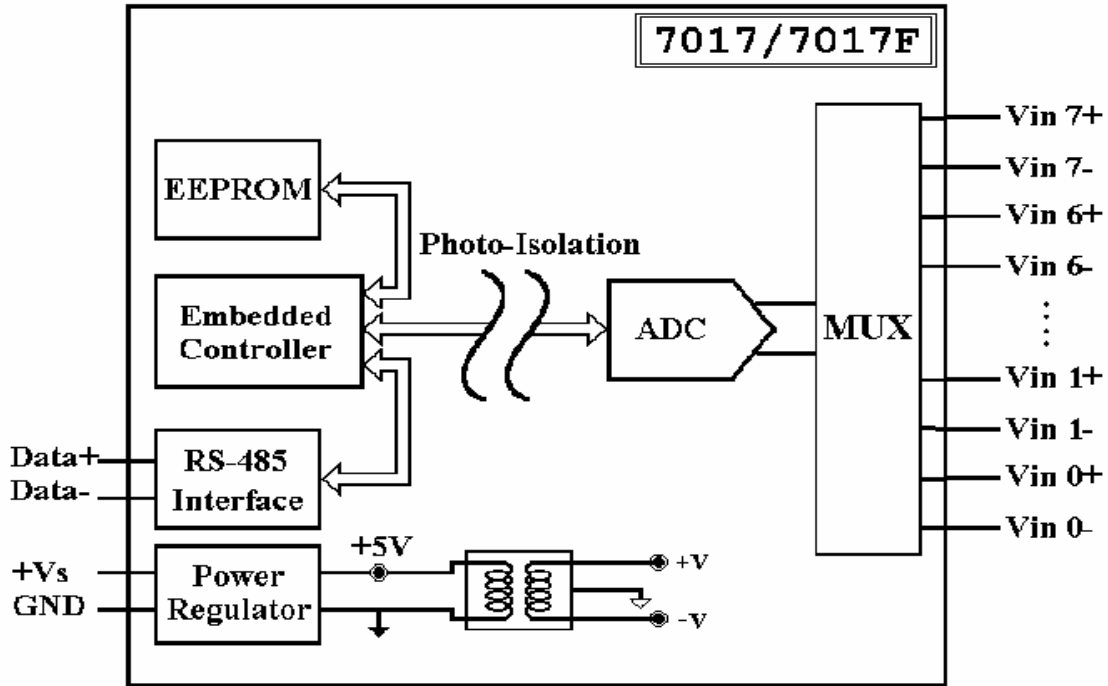 7017/7017F
EEPROM
Photo-Isolation
Embedded
Controller
ADC
MUX
RS-485
Interface
Data+
Data-
+5V
Power
Regulator
+Vs
GND
+V
-V
Vin 7+
Vin 7-
Vin 6+
Vin 6-
Vin 1+
Vin 1-
Vin 0+
Vin 0-